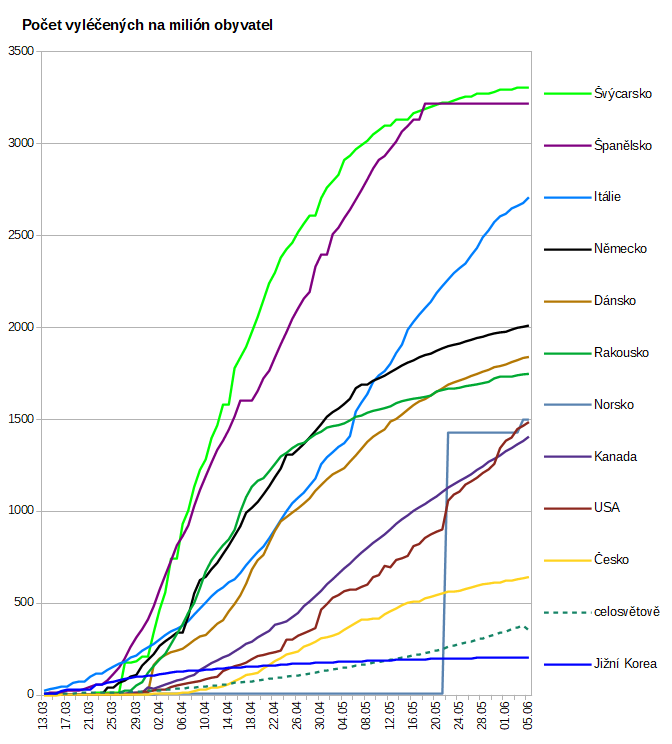 Počet vyléčených na milión obyvatel
3500
3000
2500
2000
1500
1000
500
0
13.03
17.03
21.03
25.03
29.03
02.04
06.04
10.04
14.04
18.04
22.04
26.04
30.04
04.05
08.05
12.05
16.05
20.05
24.05
28.05
01.06
05.06
Švýcarsko
Španělsko
Itálie
Německo
Dánsko
Rakousko
Norsko
Kanada
USA
Česko
celosvětově
Jižní Korea